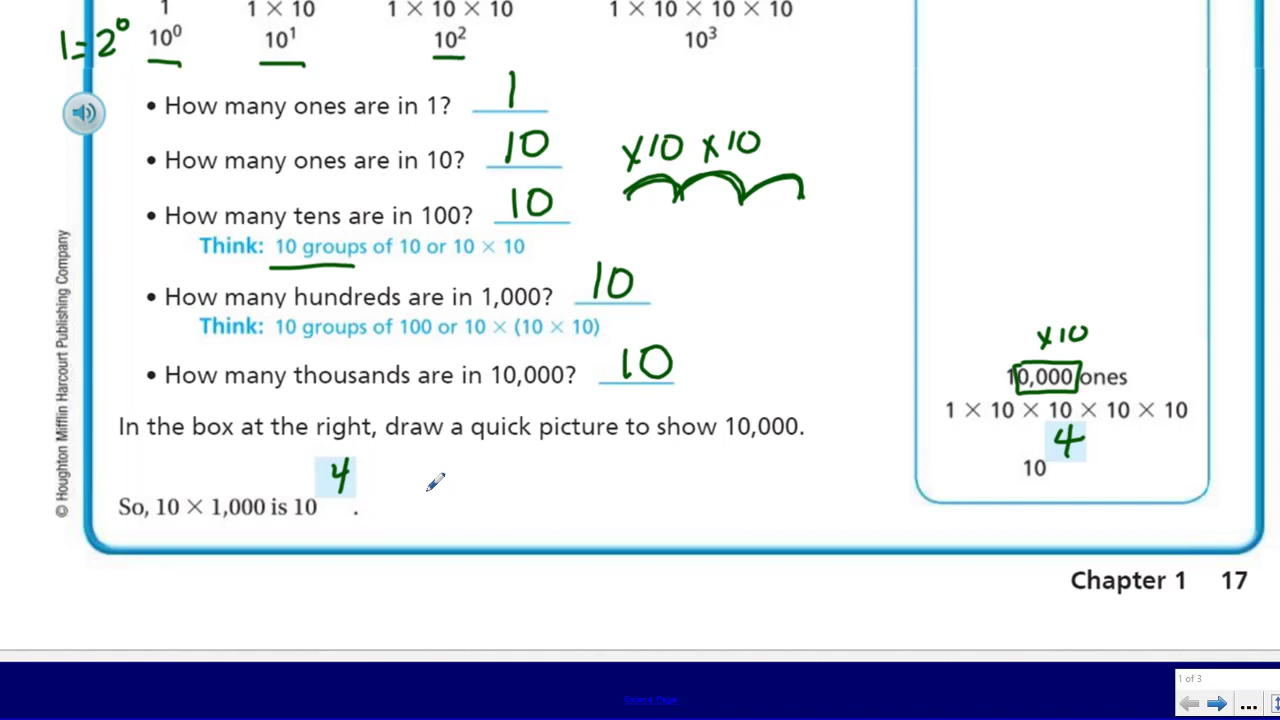 1 1 × 10 1 × 10 × 10 1 × 10 × 10 × 10
1=2⁰ 10⁰ 10¹ 10² 10³
• How many ones are in 1? 1
• How many ones are in 10? 10 ×10 ×10
• How many tens are in 100? 10
Think: 10 groups of 10 or 10 × 10
• How many hundreds are in 1,000? 10
Think: 10 groups of 100 or 10 × (10 × 10)
• How many thousands are in 10,000? 10
In the box at the right, draw a quick picture to show 10,000.
So, 10 × 1,000 is 10⁴.
×10
10,000 ones
1 × 10 × 10 × 10 × 10
10⁴
© Houghton Mifflin Harcourt Publishing Company
Chapter 1 17
1 of 3